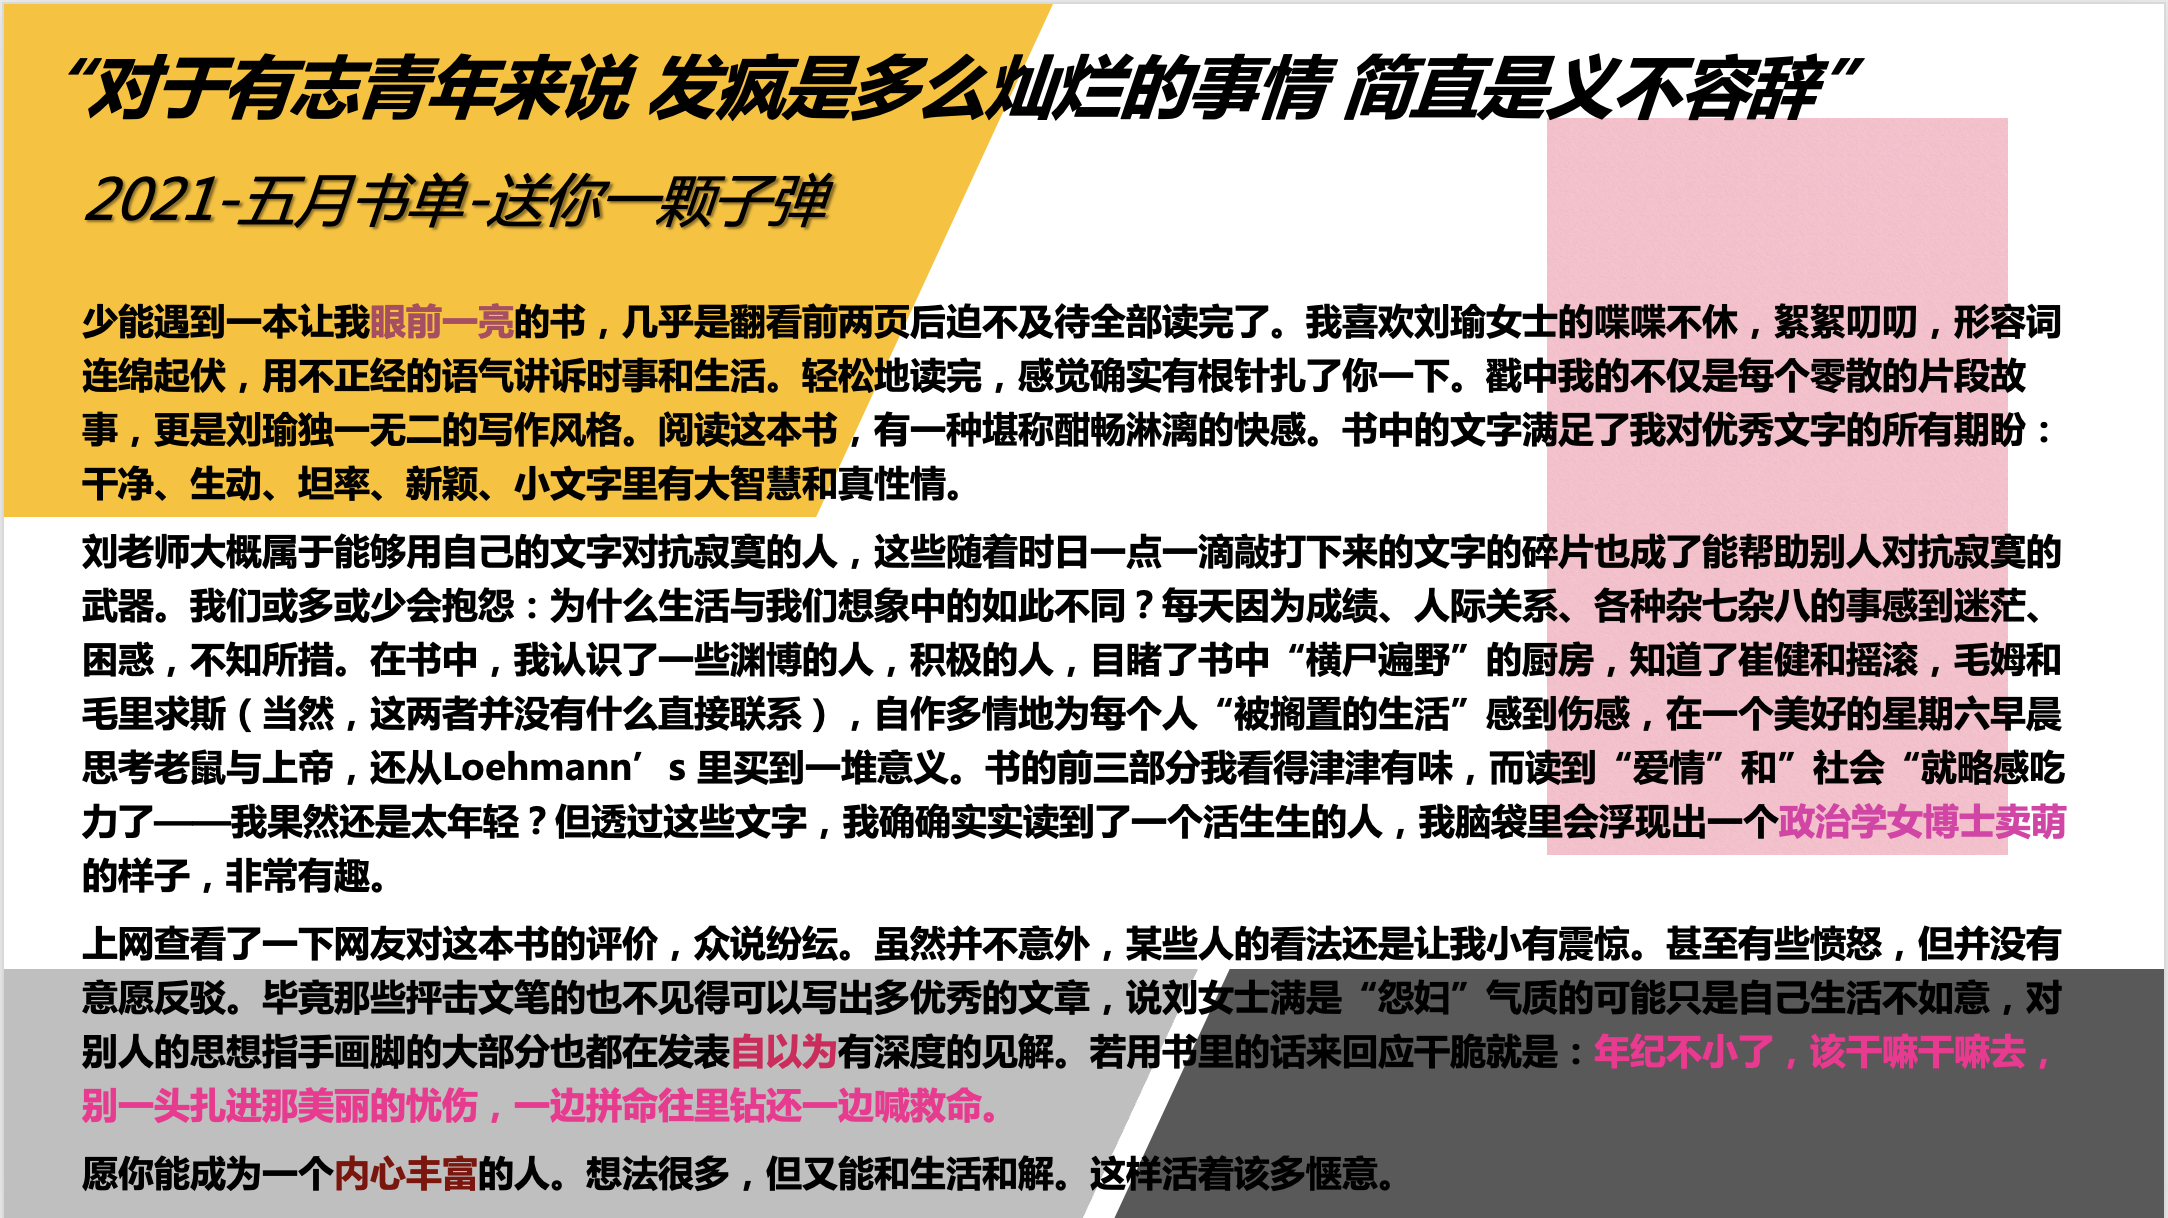 “对于有志青年来说 发疯是多么灿烂的事情 简直是义不容辞”
2021-五月书单-送你一颗子弹
少能遇到一本让我眼前一亮的书，几乎是翻看前两页后迫不及待全部读完了。我喜欢刘瑜女士的喋喋不休，絮絮叨叨，形容词
连绵起伏，用不正经的语气讲诉时事和生活。轻松地读完，感觉确实有根针扎了你一下。戳中我的不仅是每个零散的片段故
事，更是刘瑜独一无二的写作风格。阅读这本书，有一种堪称酣畅淋漓的快感。书中的文字满足了我对优秀文字的所有期盼：
干净、生动、坦率、新颖、小文字里有大智慧和真性情。
刘老师大概属于能够用自己的文字对抗寂寞的人，这些随着时日一点一滴敲打下来的文字的碎片也成了能帮助别人对抗寂寞的
武器。我们或多或少会抱怨：为什么生活与我们想象中的如此不同？每天因为成绩、人际关系、各种杂七杂八的事感到迷茫、
困惑，不知所措。在书中，我认识了一些渊博的人，积极的人，目睹了书中“横尸遍野”的厨房，知道了崔健和摇滚，毛姆和
毛里求斯（当然，这两者并没有什么直接联系），自作多情地为每个人“被搁置的生活”感到伤感，在一个美好的星期六早晨
思考老鼠与上帝，还从Loehmann’s 里买到一堆意义。书的前三部分我看得津津有味，而读到“爱情”和”社会“就略感吃
力了——我果然还是太年轻？但透过这些文字，我确确实实读到了一个活生生的人，我脑袋里会浮现出一个政治学女博士卖萌
的样子，非常有趣。
上网查看了一下网友对这本书的评价，众说纷纭。虽然并不意外，某些人的看法还是让我小有震惊。甚至有些愤怒，但并没有
意愿反驳。毕竟那些抨击文笔的也不见得可以写出多优秀的文章，说刘女士满是“怨妇”气质的可能只是自己生活不如意，对
别人的思想指手画脚的大部分也都在发表自以为有深度的见解。若用书里的话来回应干脆就是：年纪不小了，该干嘛干嘛去，
别一头扎进那美丽的忧伤，一边拼命往里钻还一边喊救命。
愿你能成为一个内心丰富的人。想法很多，但又能和生活和解。这样活着该多惬意。